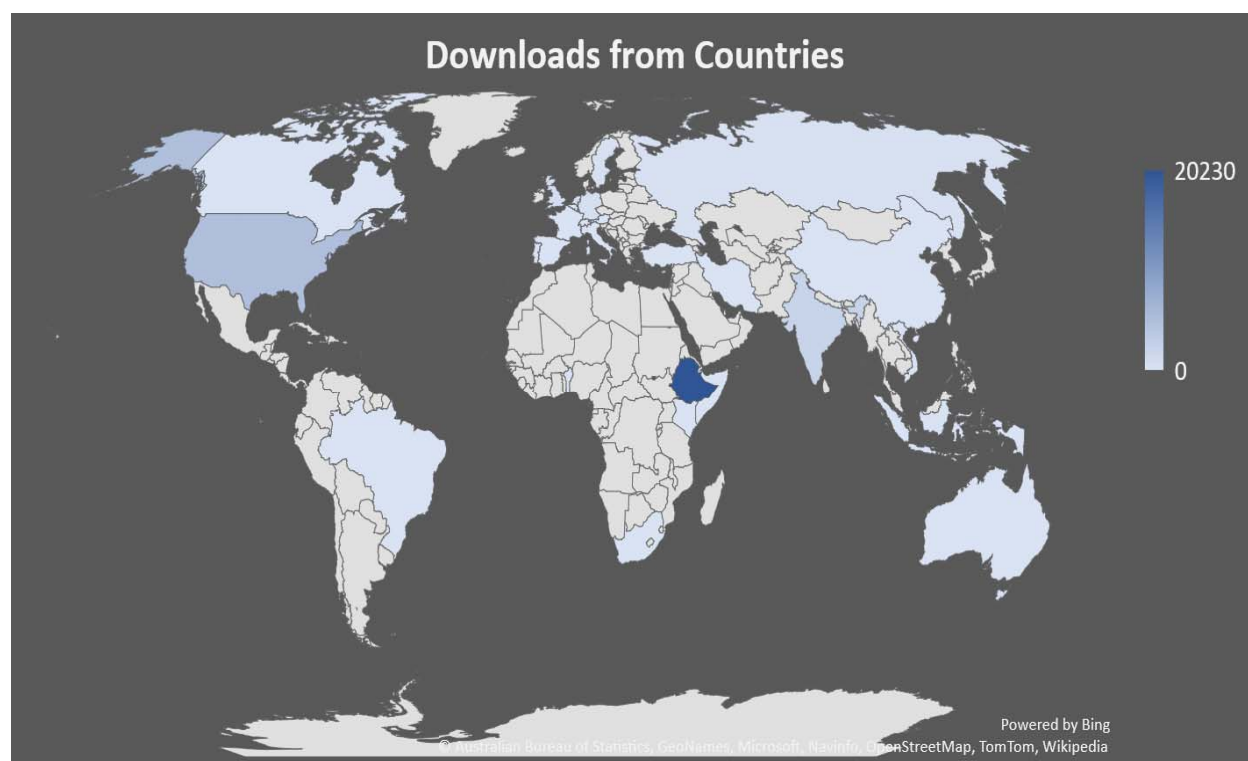 Downloads from Countries
20230
0
Powered by Bing
© Australian Bureau of Statistics, GeoNames, Microsoft, Navinfo, OpenStreetMap, TomTom, Wikipedia